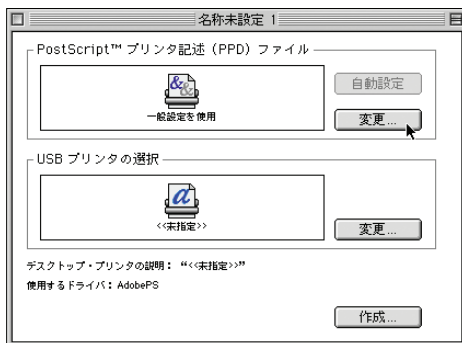 名称未設定 1
PostScript™ プリンタ記述（PPD）ファイル
一般設定を使用
自動設定
変更...
USB プリンタの選択
<<未指定>>
変更...
デスクトップ・プリンタの説明： “<<未指定>>”
使用するドライバ：AdobePS
作成...